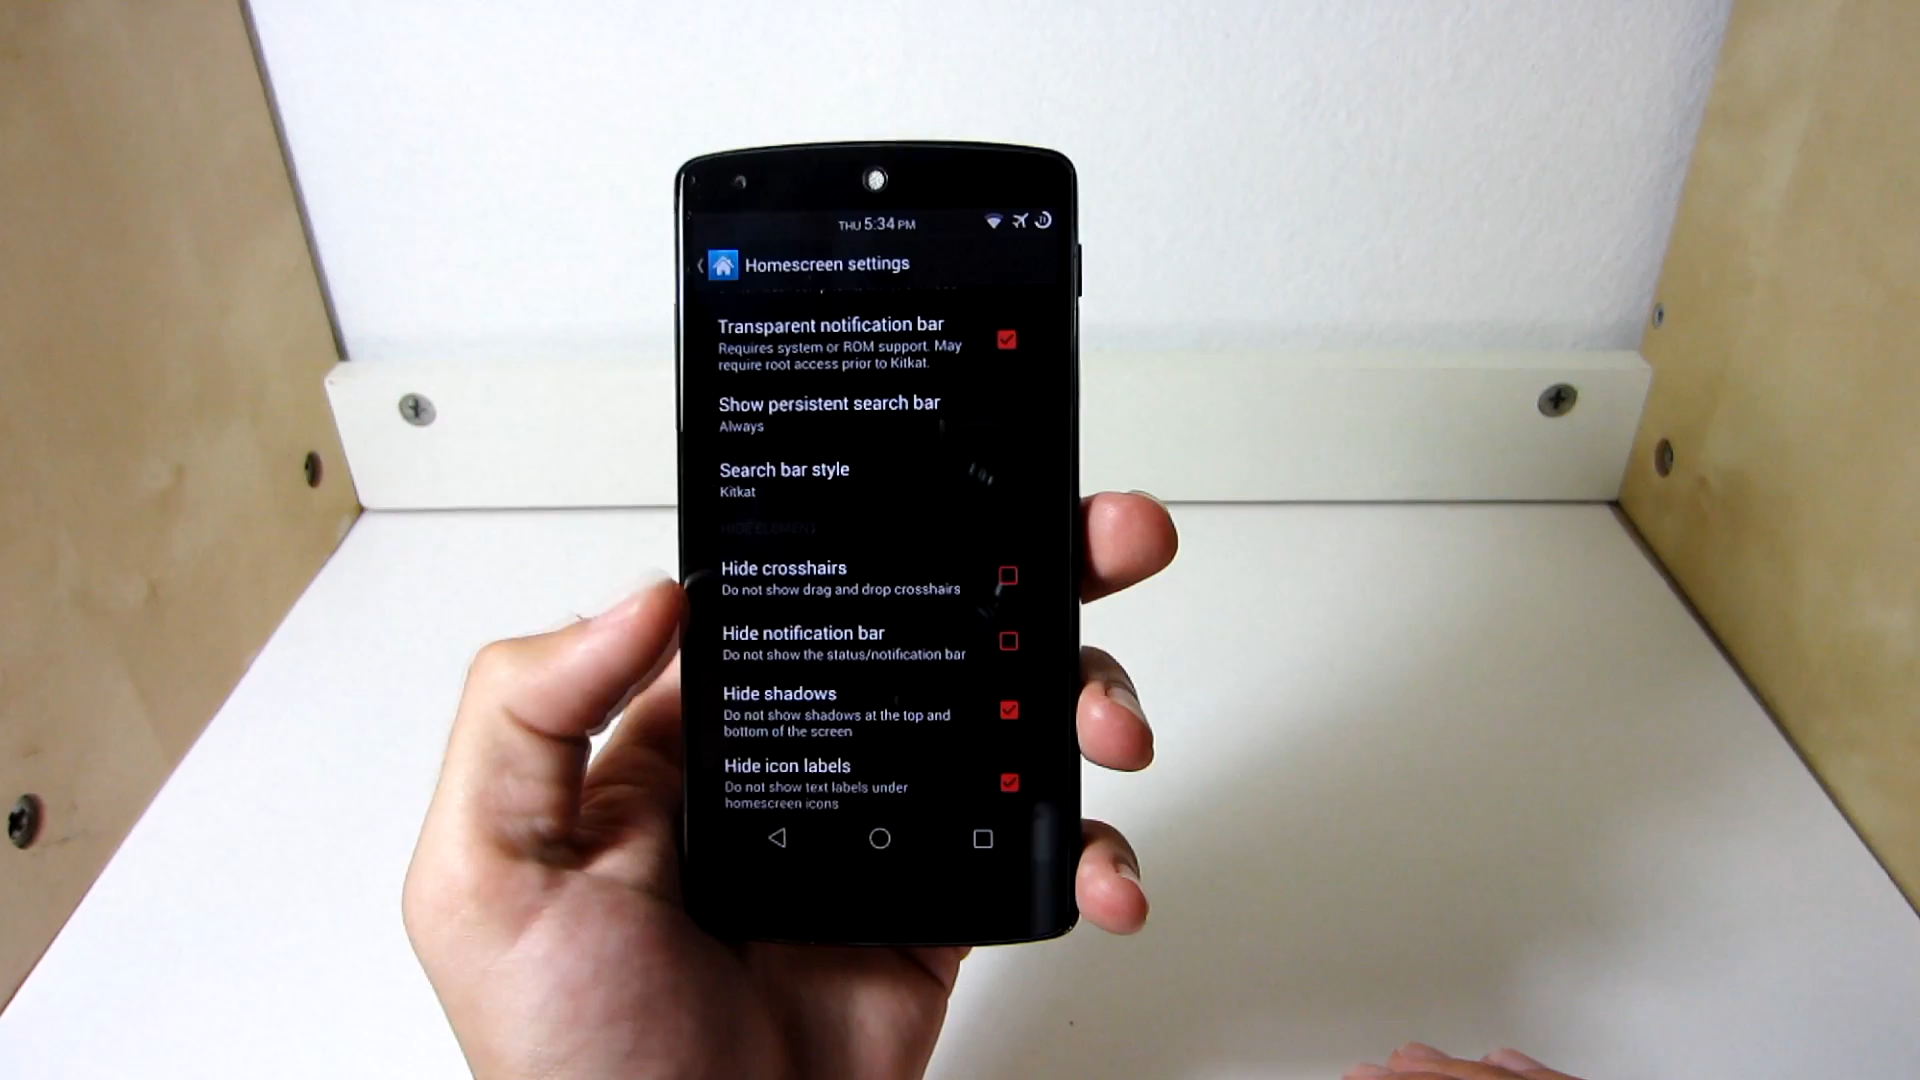 THU 5:34 PM
Homescreen settings
Transparent notification bar
Requires system or ROM support. May
require root access prior to Kitkat.
Show persistent search bar
Always
Search bar style
Kitkat
HIDE ELEMENT
Hide crosshairs
Do not show drag and drop crosshairs
Hide notification bar
Do not show the status/notification bar
Hide shadows
Do not show shadows at the top and
bottom of the screen
Hide icon labels
Do not show text labels under
homescreen icons